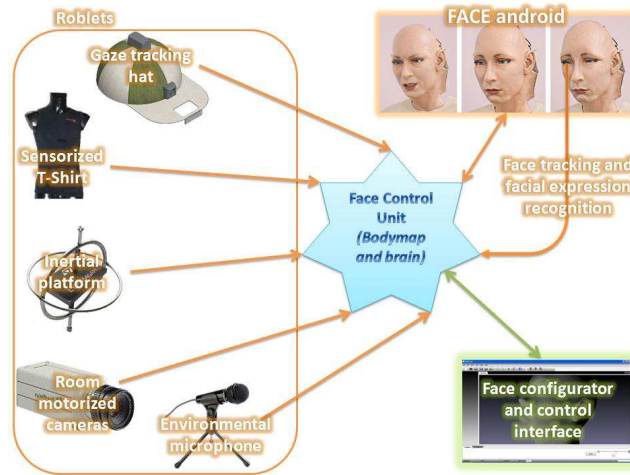 Roblets
Gaze tracking
hat
Sensorized
T-Shirt
Inertial
platform
Room
motorized
cameras
Environmental
microphone
Face Control
Unit
(Bodymap
and brain)
FACE android
Face tracking and
facial expression
recognition
Face configurator
and control
interface